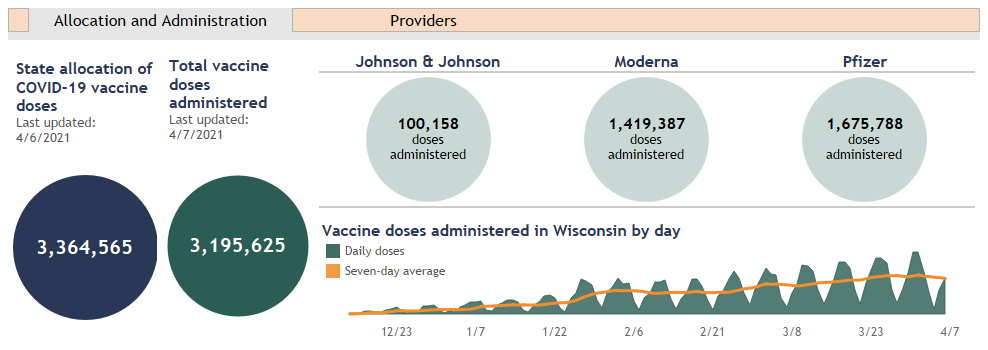 Allocation and Administration
Providers
State allocation of
COVID-19 vaccine
doses
Last updated:
4/6/2021
3,364,565
Total vaccine
doses
administered
Last updated:
4/7/2021
3,195,625
Johnson & Johnson
100,158
doses
administered
Moderna
1,419,387
doses
administered
Pfizer
1,675,788
doses
administered
Vaccine doses administered in Wisconsin by day
Daily doses
Seven-day average
12/23 1/7 1/22 2/6 2/21 3/8 3/23 4/7